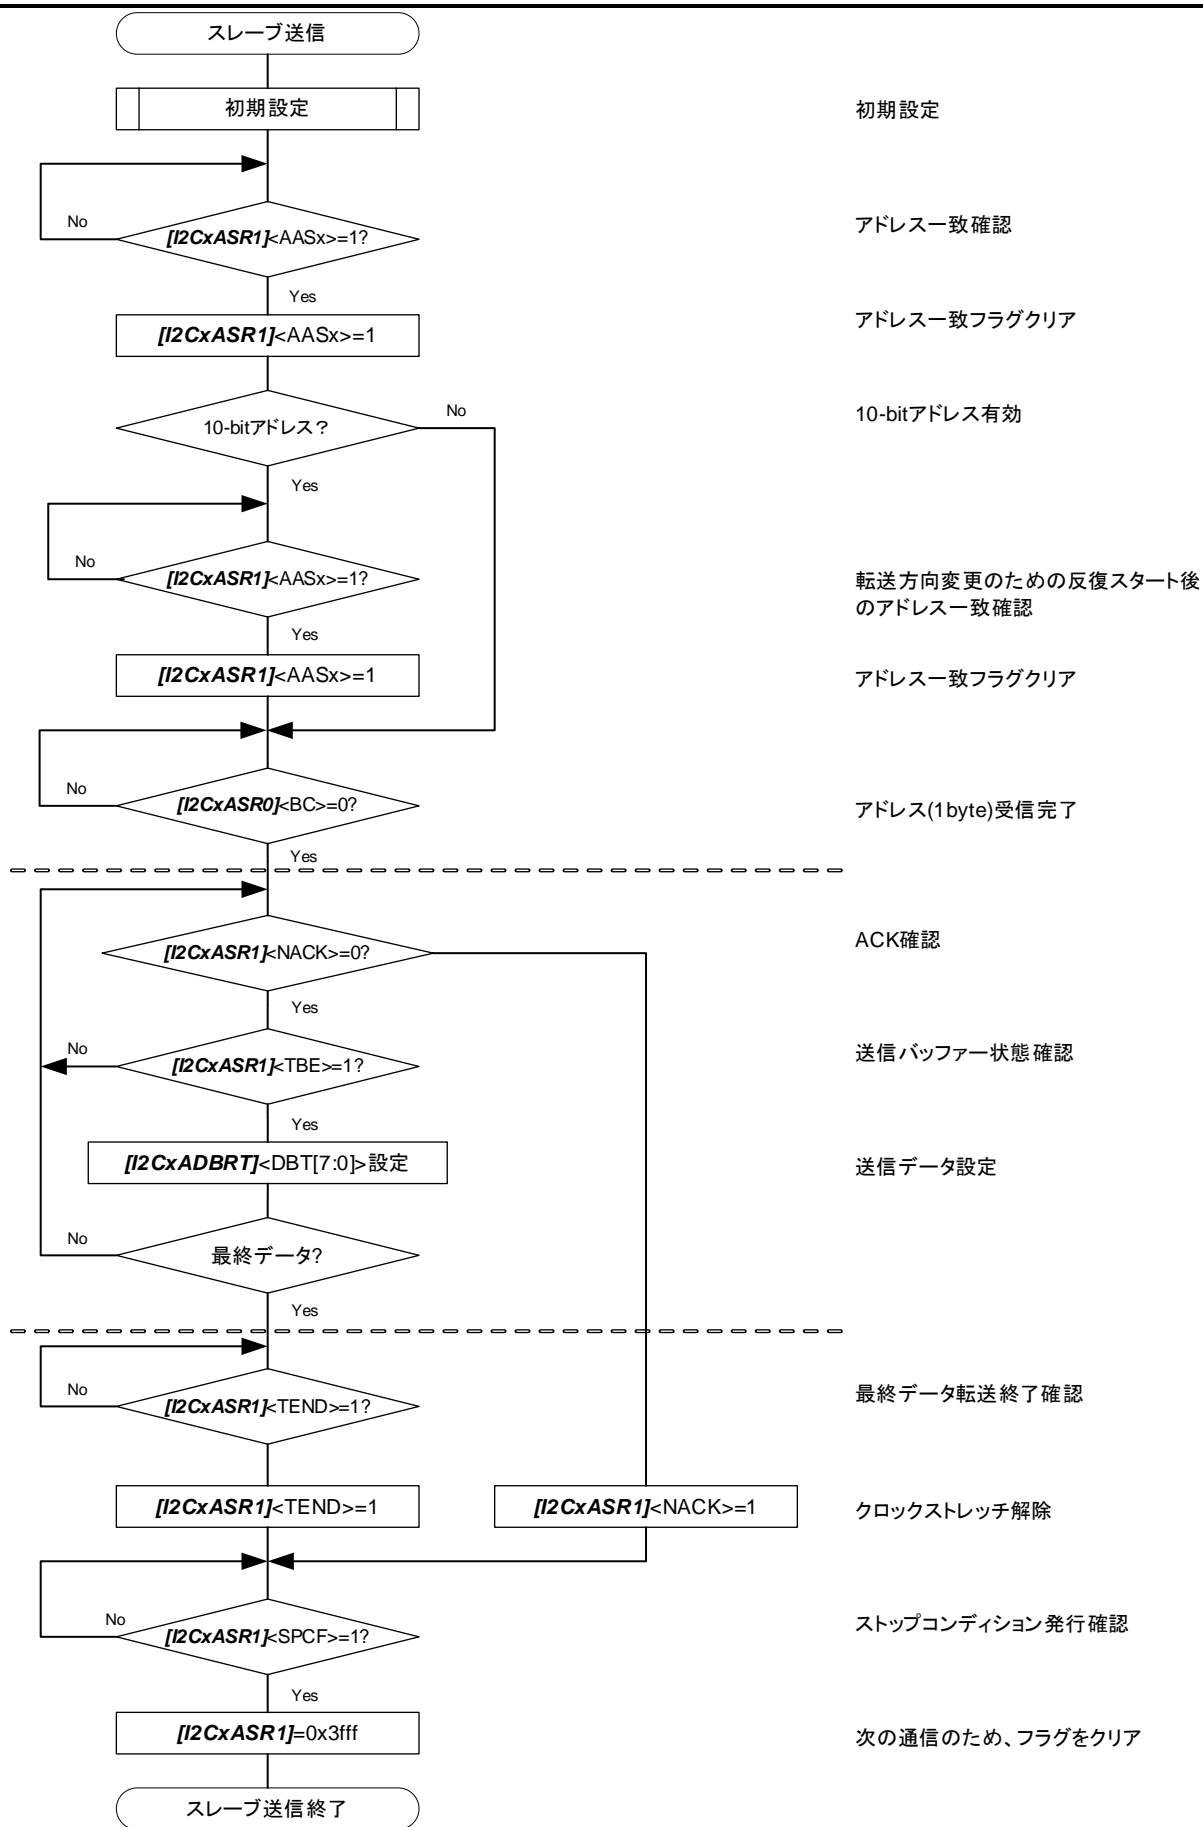 スレーブ送信
初期設定
初期設定
No
[I2CxASR1]<AASx>=1?
アドレス一致確認
Yes
[I2CxASR1]<AASx>=1
アドレス一致フラグクリア
10-bitアドレス?
No
10-bitアドレス有効
Yes
No
[I2CxASR1]<AASx>=1?
転送方向変更のための反復スタート後
のアドレス一致確認
Yes
[I2CxASR1]<AASx>=1
アドレス一致フラグクリア
No
[I2CxASR0]<BC>=0?
アドレス(1byte)受信完了
Yes
[I2CxASR1]<NACK>=0?
ACK確認
Yes
No
[I2CxASR1]<TBE>=1?
送信バッファー状態確認
Yes
[I2CxADBRT]<DBT[7:0]>設定
送信データ設定
No
最終データ?
Yes
No
[I2CxASR1]<TEND>=1?
最終データ転送終了確認
[I2CxASR1]<TEND>=1
[I2CxASR1]<NACK>=1
クロックストレッチ解除
No
[I2CxASR1]<SPCF>=1?
ストップコンディション発行確認
Yes
[I2CxASR1]=0x3fff
次の通信のため、フラグをクリア
スレーブ送信終了